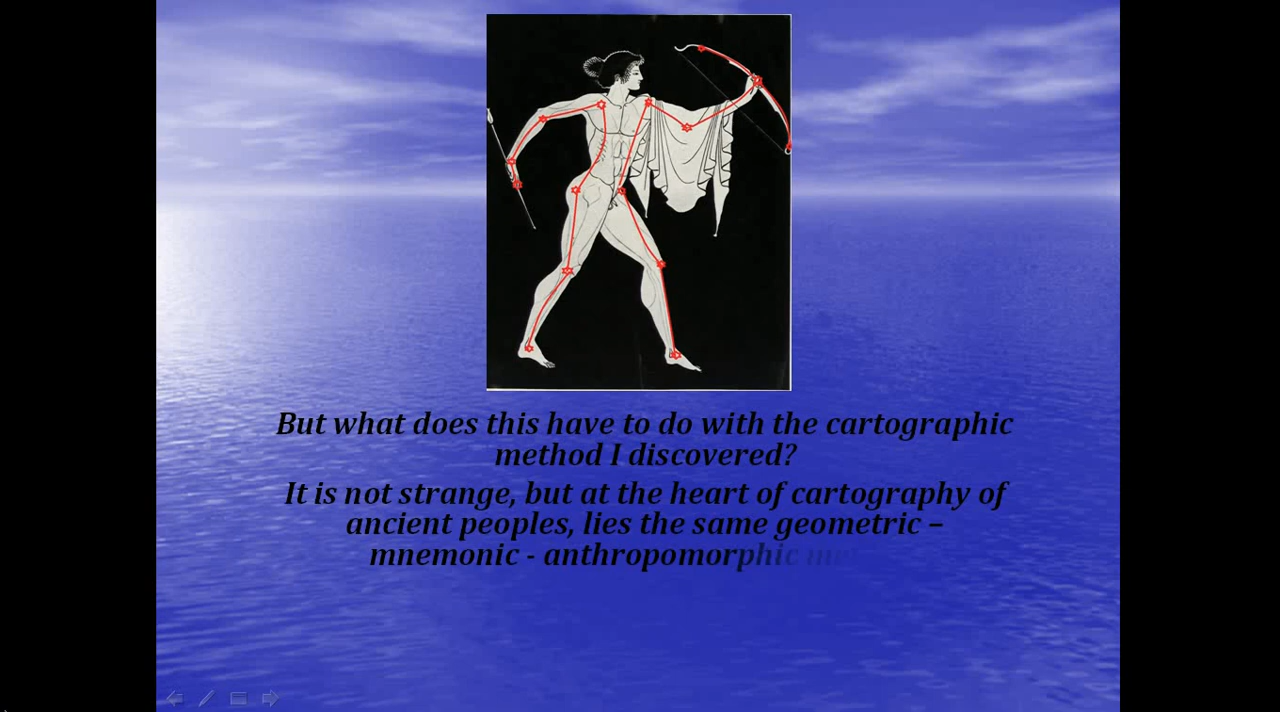 But what does this have to do with the cartographic
method I discovered?
It is not strange, but at the heart of cartography of
ancient peoples, lies the same geometric –
mnemonic - anthropomorphic